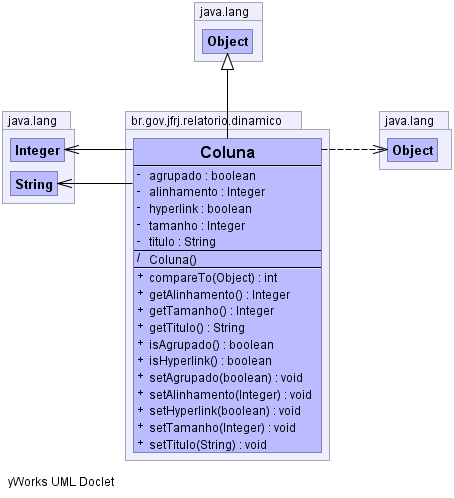 java.lang
Object
java.lang
Integer
String
br.gov.jfrj.relatorio.dinamico
Coluna
- agrupado : boolean
- alinhamento : Integer
- hyperlink : boolean
- tamanho : Integer
- titulo : String
/ Coluna()
+ compareTo(Object) : int
+ getAlinhamento() : Integer
+ getTamanho() : Integer
+ getTitulo() : String
+ isAgrupado() : boolean
+ isHyperlink() : boolean
+ setAgrupado(boolean) : void
+ setAlinhamento(Integer) : void
+ setHyperlink(boolean) : void
+ setTamanho(Integer) : void
+ setTitulo(String) : void
java.lang
Object
yWorks UML Doclet